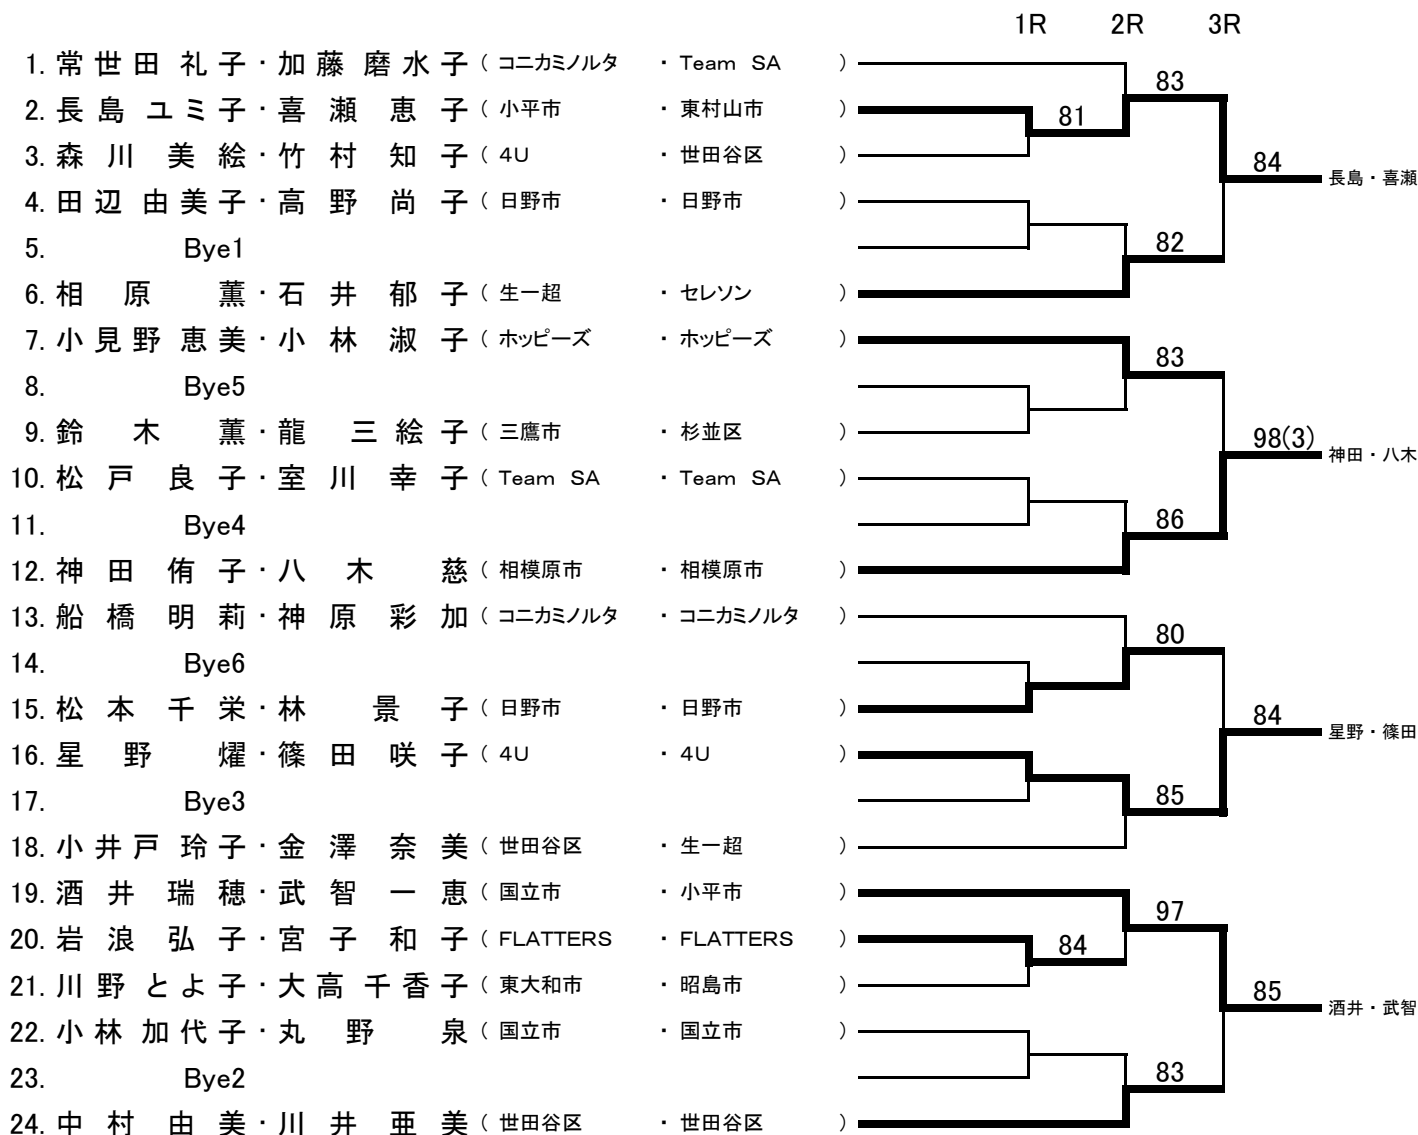 1R 2R 3R
1. 常世田 礼子・加藤 磨水子 ( コニカミノルタ ・ Team SA )
83
2. 長島 ユミ子・喜瀬 恵子 ( 小平市 ・ 東村山市 )
81
3. 森川 美絵・竹村 知子 ( 4U ・ 世田谷区 )
84 長島・喜瀬
4. 田辺 由美子・高野 尚子 ( 日野市 ・ 日野市 )
5. Bye1
82
6. 相原 薫・石井 郁子 ( 生一超 ・ セレソン )
7. 小見野 恵美・小林 淑子 ( ホッピーズ ・ ホッピーズ )
83
8. Bye5
9. 鈴木 薫・龍 三絵子 ( 三鷹市 ・ 杉並区 )
98(3) 神田・八木
10. 松戸 良子・室川 幸子 ( Team SA ・ Team SA )
11. Bye4
86
12. 神田 侑子・八木 慈 ( 相模原市 ・ 相模原市 )
13. 船橋 明莉・神原 彩加 ( コニカミノルタ ・ コニカミノルタ )
80
14. Bye6
15. 松本 千栄・林 景子 ( 日野市 ・ 日野市 )
84 星野・篠田
16. 星野 燿・篠田 咲子 ( 4U ・ 4U )
17. Bye3
85
18. 小井戸 玲子・金澤 奈美 ( 世田谷区 ・ 生一超 )
19. 酒井 瑞穂・武智 一恵 ( 国立市 ・ 小平市 )
97
20. 岩浪 弘子・宮子 和子 ( FLATTERS ・ FLATTERS )
84
21. 川野 とよ子・大高 千香子 ( 東大和市 ・ 昭島市 )
85 酒井・武智
22. 小林 加代子・丸野 泉 ( 国立市 ・ 国立市 )
23. Bye2
83
24. 中村 由美・川井 亜美 ( 世田谷区 ・ 世田谷区 )